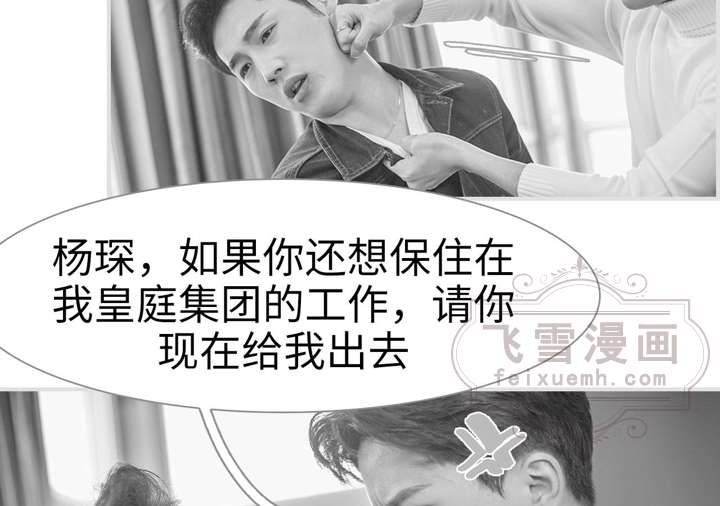 杨琛，如果你还想保住在
我皇庭集团的工作，请你
现在给我出去
飞雪漫画
feixuemh.com